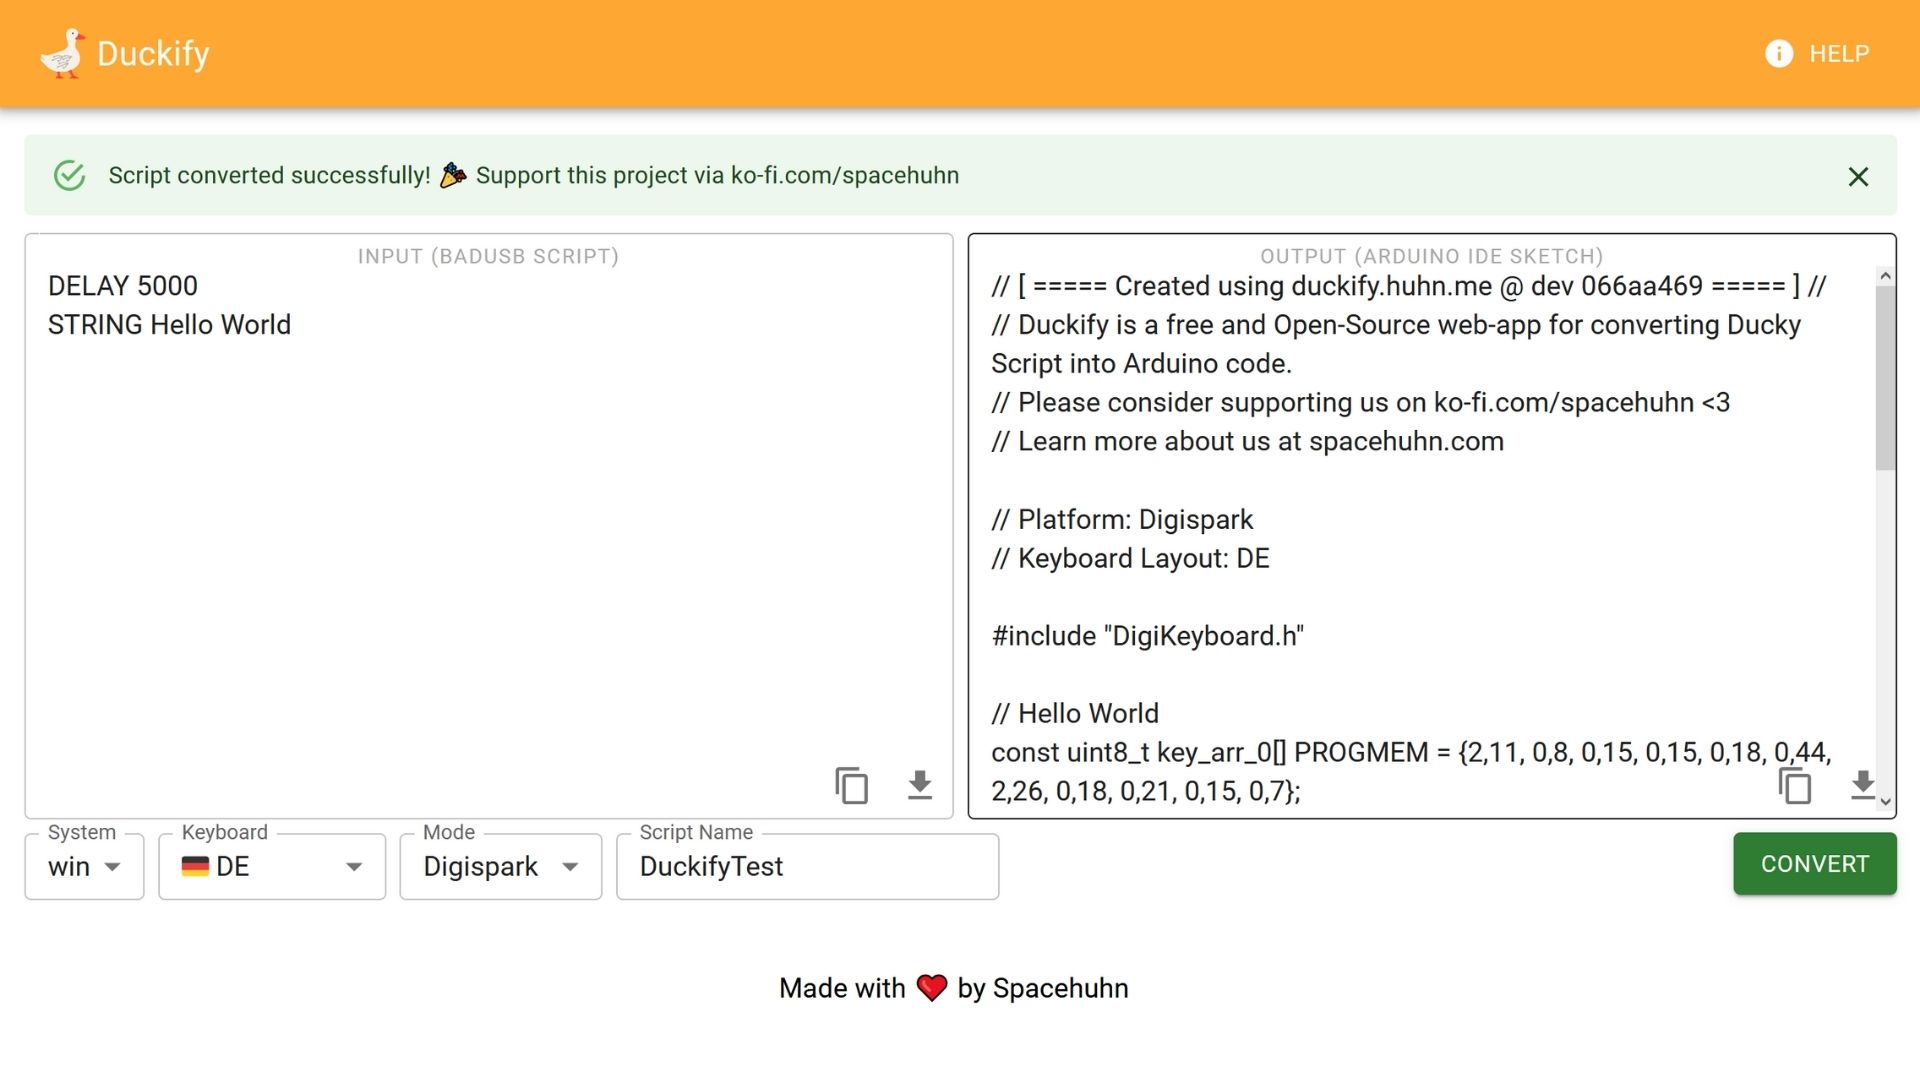 Duckify
HELP
Script converted successfully! 🎉 Support this project via ko-fi.com/spacehuhn
INPUT (BADUSB SCRIPT)
DELAY 5000
STRING Hello World
OUTPUT (ARDUINO IDE SKETCH)
// [ ===== Created using duckify.huhn.me @ dev 066aa469 ===== ] //
// Duckify is a free and Open-Source web-app for converting Ducky
Script into Arduino code.
// Please consider supporting us on ko-fi.com/spacehuhn <3
// Learn more about us at spacehuhn.com
// Platform: Digispark
// Keyboard Layout: DE
#include "DigiKeyboard.h"
// Hello World
const uint8_t key_arr_0[] PROGMEM = {2,11, 0,8, 0,15, 0,15, 0,18, 0,44,
2,26, 0,18, 0,21, 0,15, 0,7};
System
win
Keyboard
DE
Mode
Digispark
Script Name
DuckifyTest
CONVERT
Made with ❤️ by Spacehuhn